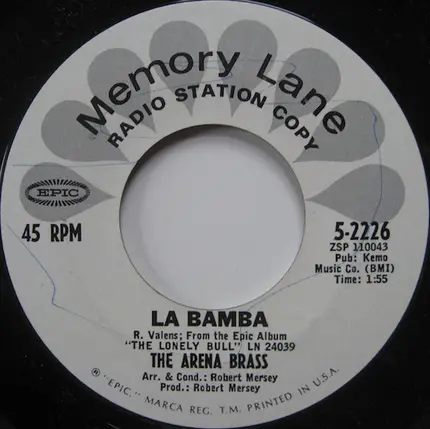 Memory Lane
RADIO STATION COPY
EPIC
45 RPM
5-2226
ZSP 110043
Pub: Kemo
Music Co. (BMI)
Time: 1:55
LA BAMBA
R. Valens; From the Epic Album
"THE LONELY BULL" LN 24039
THE ARENA BRASS
Arr. & Cond.: Robert Mersey
Prod.: Robert Mersey
® "EPIC," MARCA REG. T.M. PRINTED IN U.S.A.